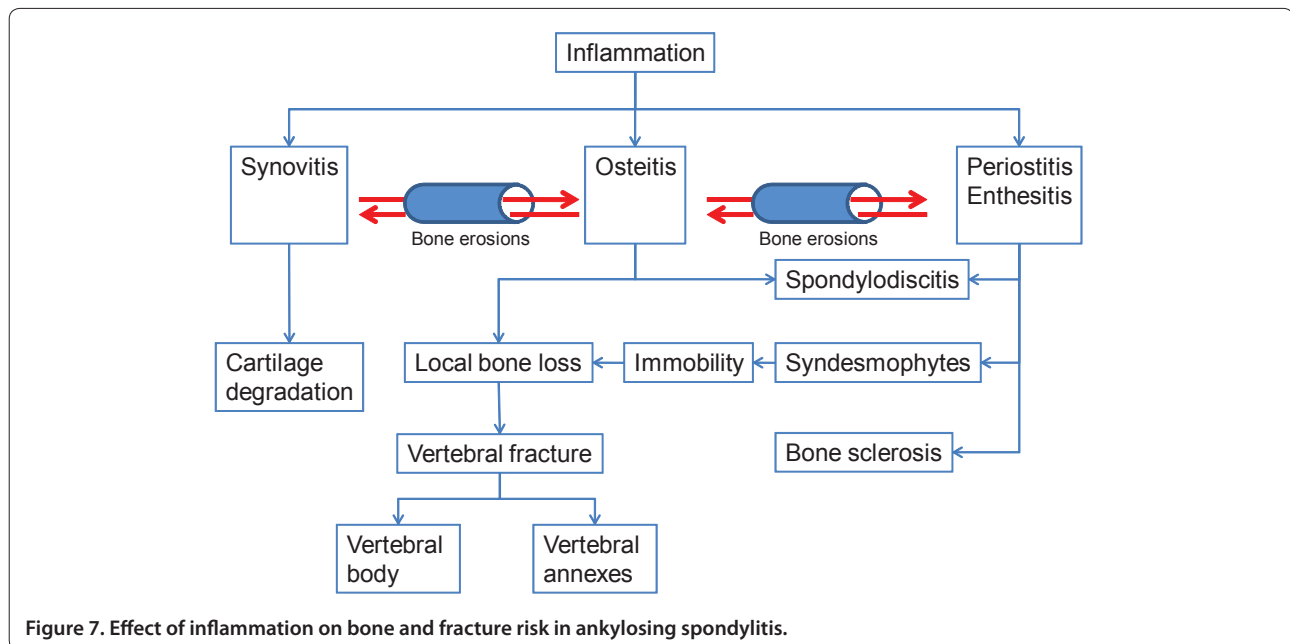 Inflammation
Synovitis
Osteitis
Periostitis
Enthesitis
Bone erosions
Bone erosions
Spondylodiscitis
Cartilage
degradation
Local bone loss
Immobility
Syndesmophytes
Vertebral fracture
Bone sclerosis
Vertebral
body
Vertebral
annexes
Figure 7. Effect of inflammation on bone and fracture risk in ankylosing spondylitis.